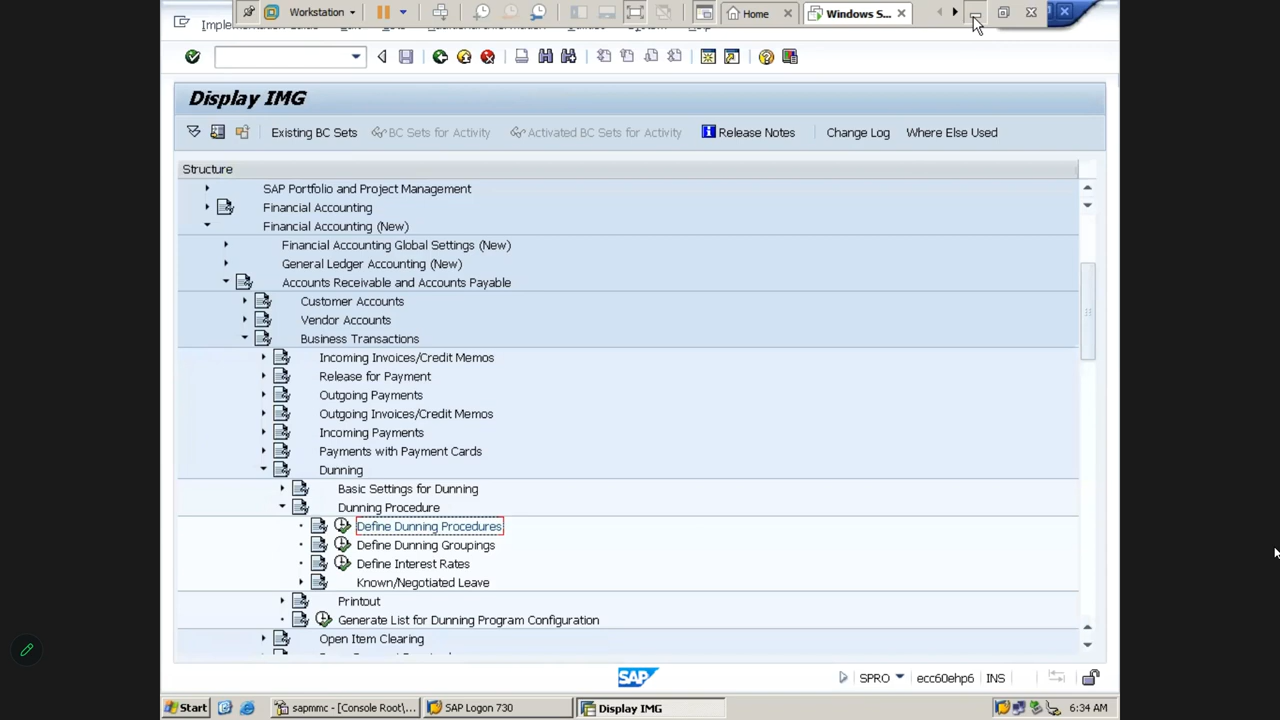 Workstation
Home
Windows S...
Display IMG
Existing BC Sets
BC Sets for Activity
Activated BC Sets for Activity
Release Notes
Change Log
Where Else Used
Structure
SAP Portfolio and Project Management
Financial Accounting
Financial Accounting (New)
Financial Accounting Global Settings (New)
General Ledger Accounting (New)
Accounts Receivable and Accounts Payable
Customer Accounts
Vendor Accounts
Business Transactions
Incoming Invoices/Credit Memos
Release for Payment
Outgoing Payments
Outgoing Invoices/Credit Memos
Incoming Payments
Payments with Payment Cards
Dunning
Basic Settings for Dunning
Dunning Procedure
Define Dunning Procedures
Define Dunning Groupings
Define Interest Rates
Known/Negotiated Leave
Printout
Generate List for Dunning Program Configuration
Open Item Clearing
SAP
SPRO
ecc60ehp6
INS
Start
sapmmc - [Console Root\...
SAP Logon 730
Display IMG
6:34 AM